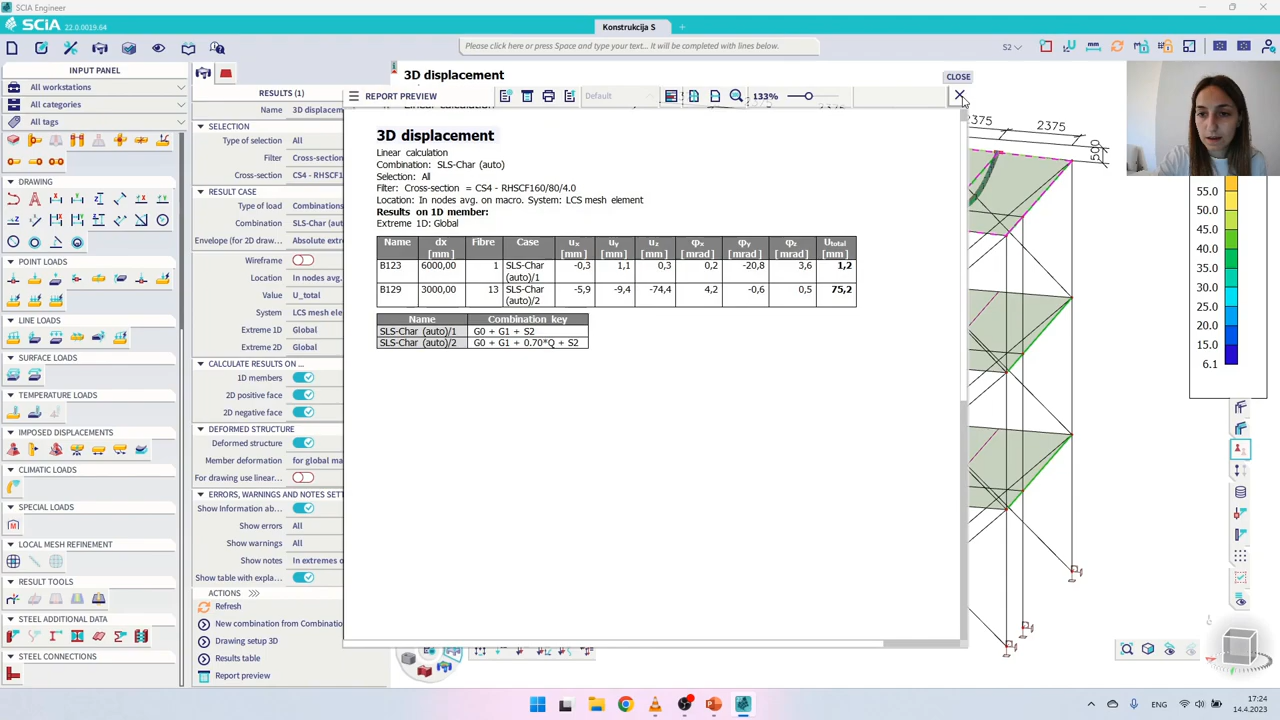 SCIA Engineer
SCIA
22.0.0019.64
Konstrukcija S
Please click here or press Space and type your text... It will be completed with lines below.
S2
INPUT PANEL
All workstations
All categories
All tags
DRAWING
POINT LOADS
LINE LOADS
SURFACE LOADS
TEMPERATURE LOADS
IMPOSED DISPLACEMENTS
CLIMATIC LOADS
SPECIAL LOADS
LOCAL MESH REFINEMENT
RESULT TOOLS
STEEL ADDITIONAL DATA
STEEL CONNECTIONS
RESULTS (1)
Name 3D displacem
SELECTION
Type of selection All
Filter Cross-section
Cross-section CS4 - RHSCF1
RESULT CASE
Type of load Combinations
Combination SLS-Char (aut
Envelope (for 2D draw... Absolute extre
Wireframe
Location In nodes avg.
Value U_total
System LCS mesh ele
Extreme 1D Global
Extreme 2D Global
CALCULATE RESULTS ON ...
1D members
2D positive face
2D negative face
DEFORMED STRUCTURE
Deformed structure
Member deformation for global ma
For drawing use linear...
ERRORS, WARNINGS AND NOTES SETT
Show Information ab...
Show errors All
Show warnings All
Show notes In extremes o
Show table with expla...
ACTIONS
Refresh
New combination from Combinatio
Drawing setup 3D
Results table
Report preview
3D displacement
CLOSE
REPORT PREVIEW
Default
133%
3D displacement
Linear calculation
Combination: SLS-Char (auto)
Selection: All
Filter: Cross-section = CS4 - RHSCF160/80/4.0
Location: In nodes avg. on macro. System: LCS mesh element
Results on 1D member:
Extreme 1D: Global
Name dx [mm] Fibre Case ux [mm] uy [mm] uz [mm] φx [mrad] φy [mrad] φz [mrad] Utotal [mm]
B123 6000,00 1 SLS-Char (auto)/1 -0,3 1,1 0,3 0,2 -20,8 3,6 1,2
B129 3000,00 13 SLS-Char (auto)/2 -5,9 -9,4 -74,4 4,2 -0,6 0,5 75,2
Name Combination key
SLS-Char (auto)/1 G0 + G1 + S2
SLS-Char (auto)/2 G0 + G1 + 0.70*Q + S2
2375
2375
500
55.0
50.0
45.0
40.0
35.0
30.0
25.0
20.0
15.0
6.1
ENG
17:24
14.4.2023